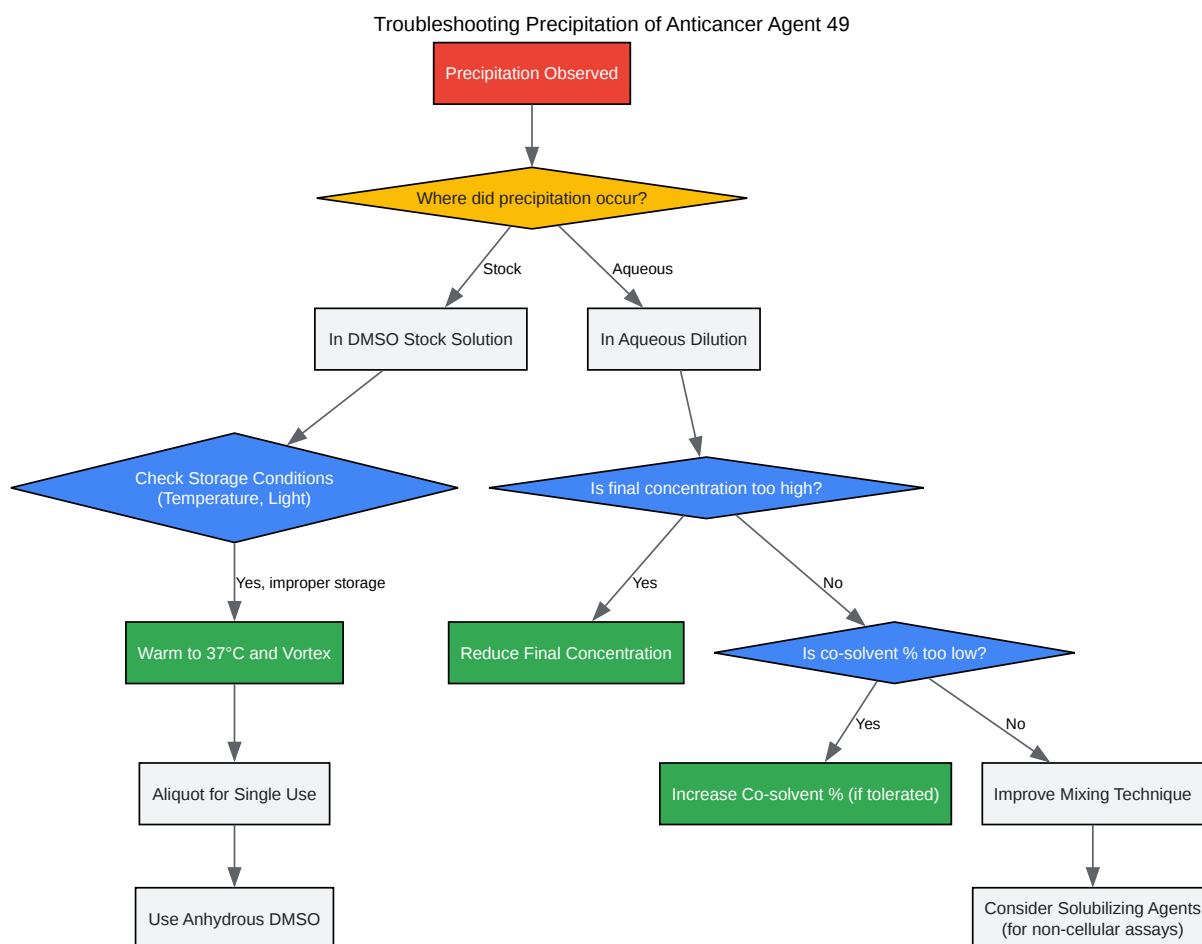 Troubleshooting Precipitation of Anticancer Agent 49
Precipitation Observed
Where did precipitation occur?
Stock
Aqueous
In DMSO Stock Solution
In Aqueous Dilution
Check Storage Conditions
(Temperature, Light)
Is final concentration too high?
Yes, improper storage
Yes
No
Warm to 37°C and Vortex
Reduce Final Concentration
Is co-solvent % too low?
Yes
No
Aliquot for Single Use
Increase Co-solvent % (if tolerated)
Improve Mixing Technique
Use Anhydrous DMSO
Consider Solubilizing Agents
(for non-cellular assays)